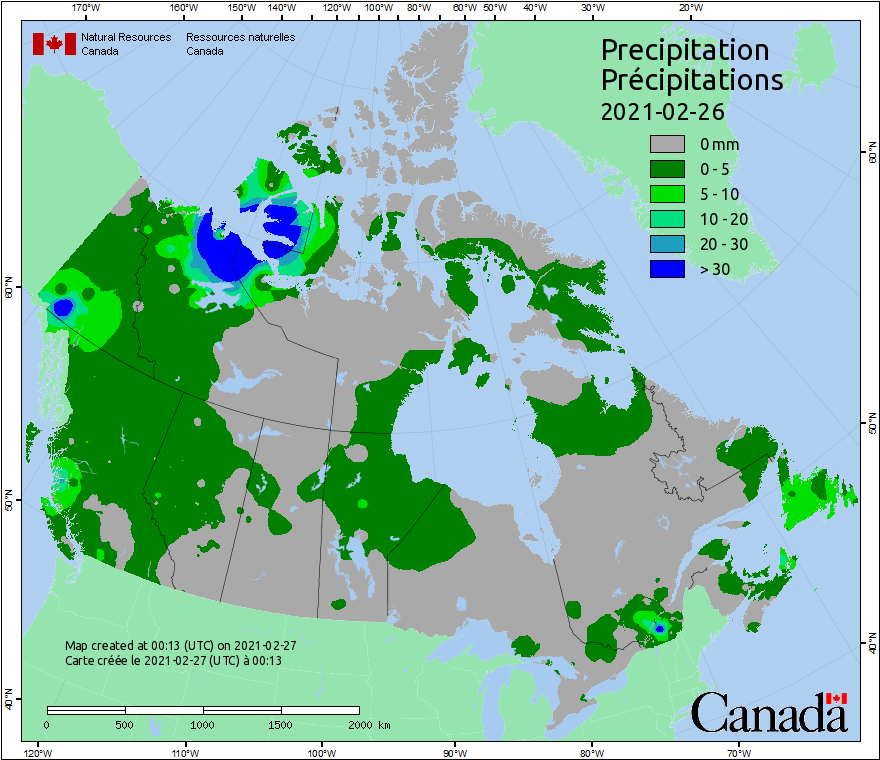 170°W 160°W 150°W 140°W 120°W 100°W 80°W 60°W 50°W 40°W 30°W 20°W
Natural Resources Ressources naturelles
Canada Canada
Precipitation
Précipitations
2021-02-26
0 mm
0 - 5
5 - 10
10 - 20
20 - 30
> 30
60°N
60°N
50°N
50°N
40°N
40°N
Map created at 00:13 (UTC) on 2021-02-27
Carte créée le 2021-02-27 (UTC) à 00:13
0 500 1000 1500 2000 km
Canada
120°W 110°W 100°W 90°W 80°W 70°W